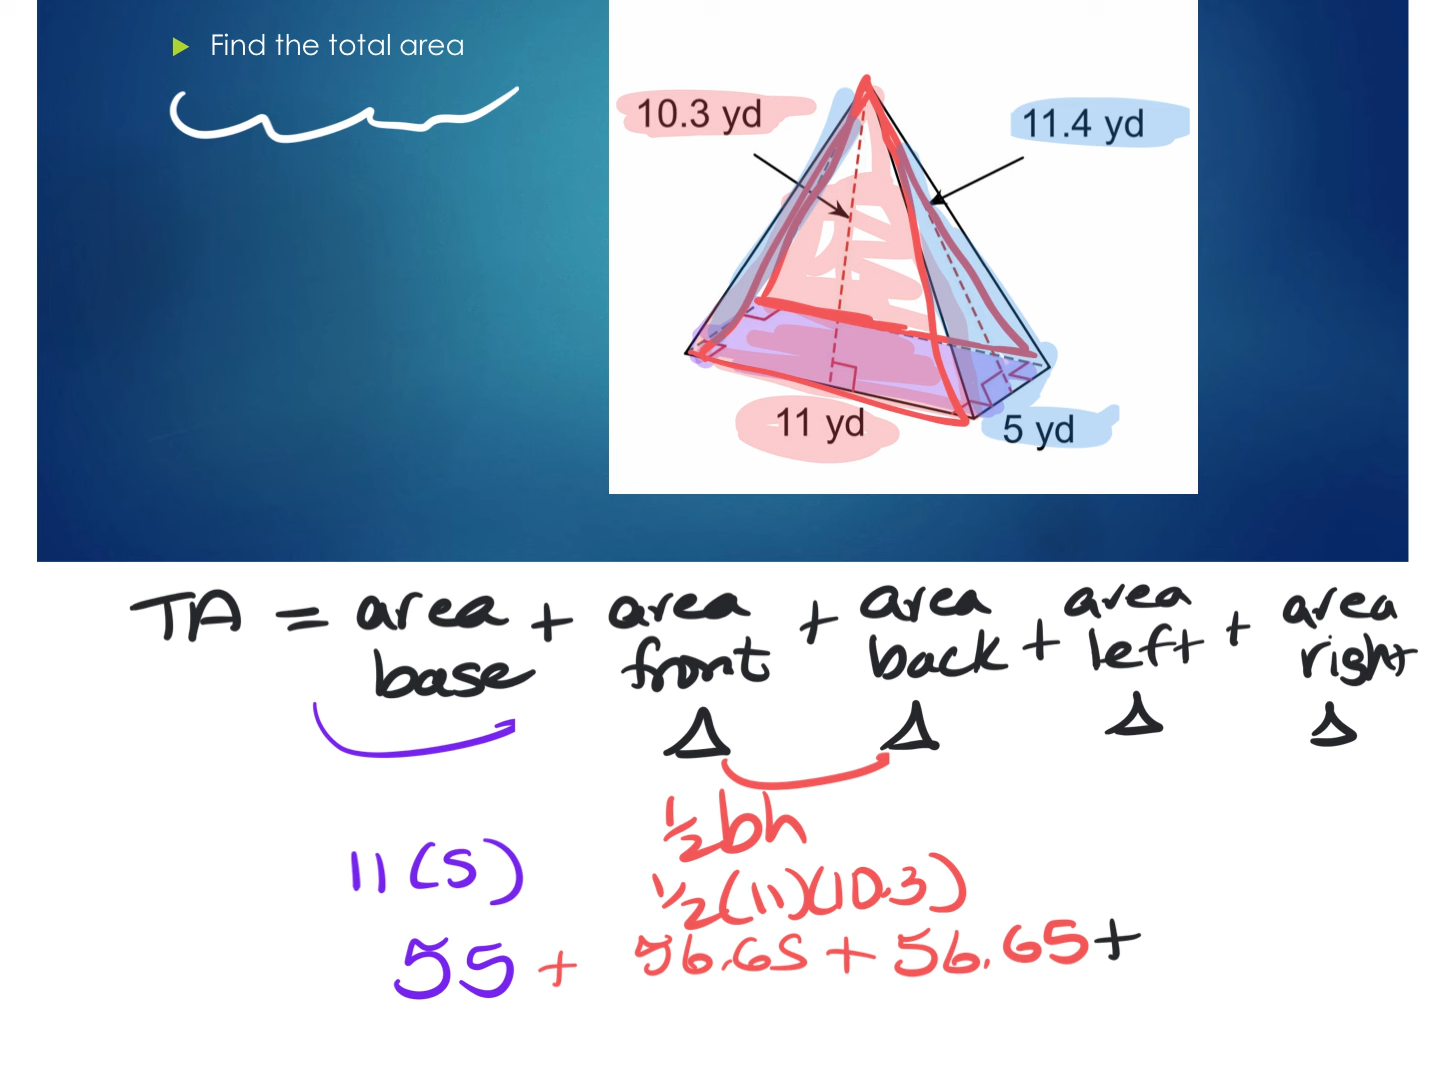 Find the total area
10.3 yd
11.4 yd
11 yd
5 yd
TA = area base + area front + area back + area left + area right
Δ Δ Δ Δ
½bh
11(5) ½(11)(10.3)
55 + 56.65 + 56.65 +